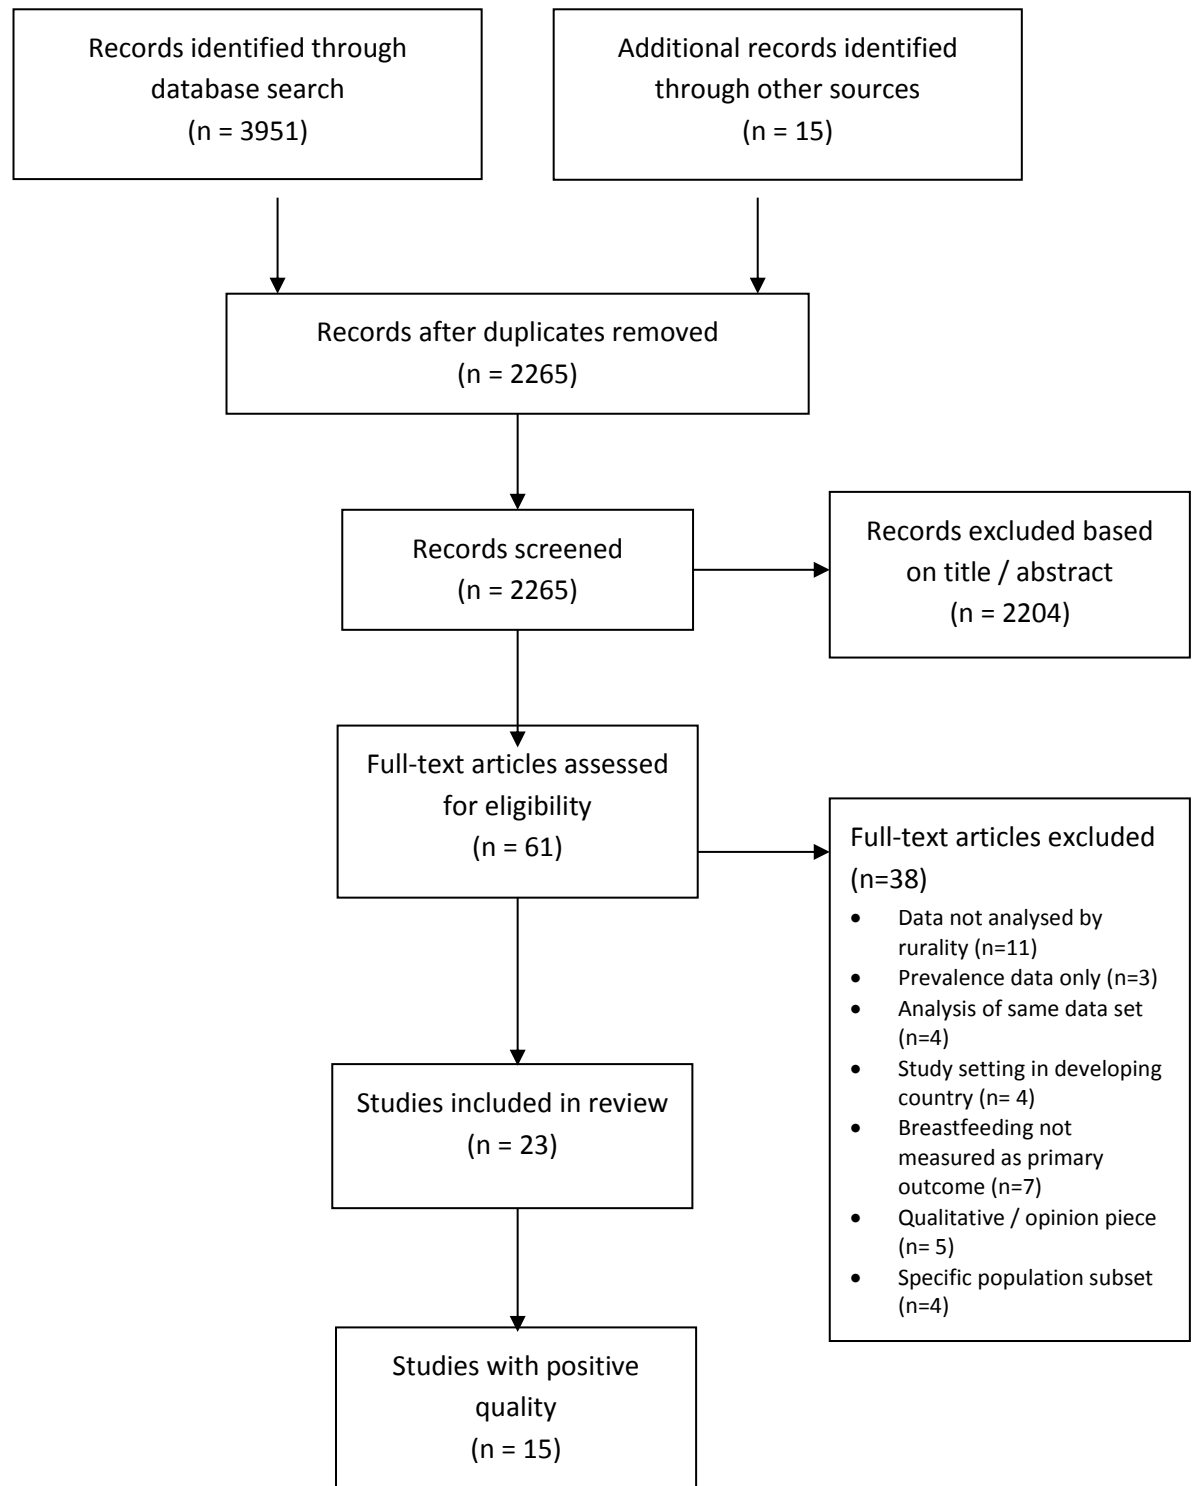 Records identified through
database search
(n = 3951)
Additional records identified
through other sources
(n = 15)
Records after duplicates removed
(n = 2265)
Records screened
(n = 2265)
Records excluded based
on title / abstract
(n = 2204)
Full-text articles assessed
for eligibility
(n = 61)
Full-text articles excluded
(n=38)
• Data not analysed by
rurality (n=11)
• Prevalence data only (n=3)
• Analysis of same data set
(n=4)
• Study setting in developing
country (n= 4)
• Breastfeeding not
measured as primary
outcome (n=7)
• Qualitative / opinion piece
(n= 5)
• Specific population subset
(n=4)
Studies included in review
(n = 23)
Studies with positive
quality
(n = 15)